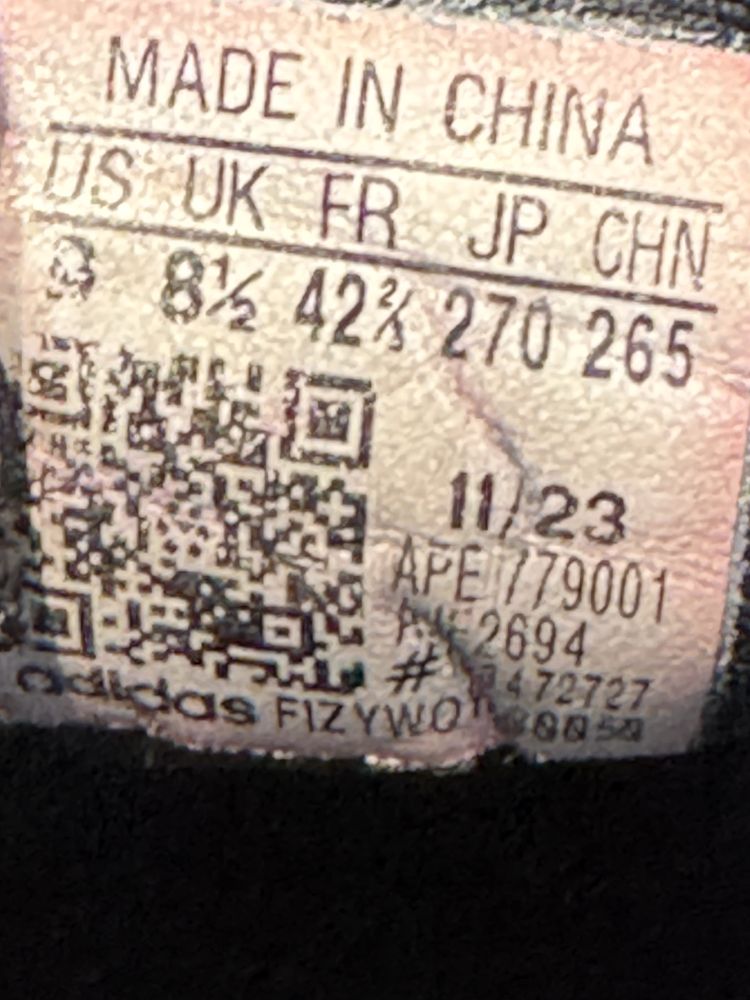 MADE IN CHINA
US UK FR JP CHN
9 8½ 42⅔ 270 265
11/23
APE 779001
#
adidas